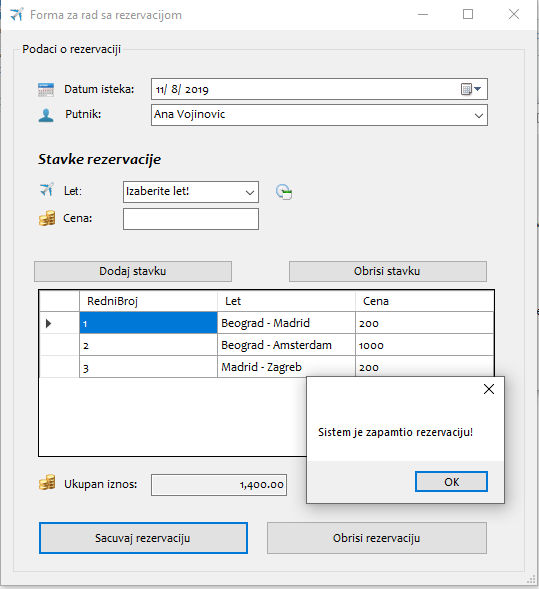 Forma za rad sa rezervacijom
Podaci o rezervaciji
Datum isteka: 11/ 8/ 2019
Putnik: Ana Vojinovic
Stavke rezervacije
Let: Izaberite let!
Cena:
Dodaj stavku Obrisi stavku
RedniBroj Let Cena
1 Beograd - Madrid 200
2 Beograd - Amsterdam 1000
3 Madrid - Zagreb 200
Sistem je zapamtio rezervaciju!
OK
Ukupan iznos: 1,400.00
Sacuvaj rezervaciju Obrisi rezervaciju